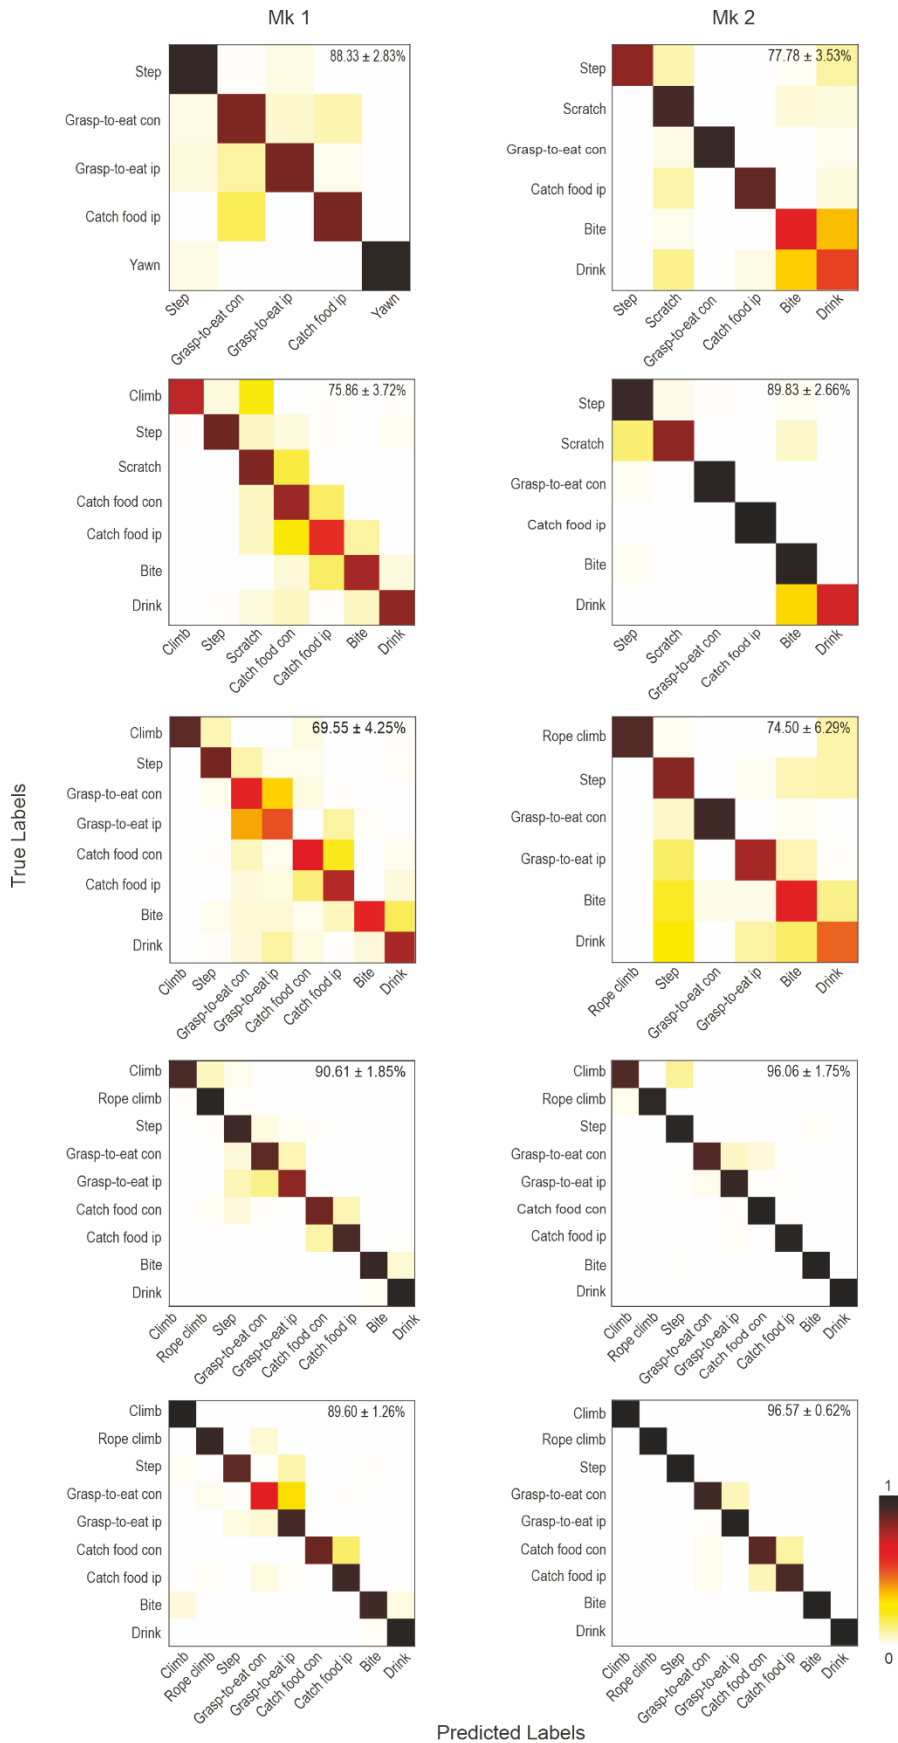 Mk 1
Mk 2
88.33 ± 2.83%
Step
Grasp-to-eat con
Grasp-to-eat ip
Catch food ip
Yawn
Step
Grasp-to-eat con
Grasp-to-eat ip
Catch food ip
Yawn
77.78 ± 3.53%
Step
Scratch
Grasp-to-eat con
Catch food ip
Bite
Drink
Step
Scratch
Grasp-to-eat con
Catch food ip
Bite
Drink
75.86 ± 3.72%
Climb
Step
Scratch
Catch food con
Catch food ip
Bite
Drink
Climb
Step
Scratch
Catch food con
Catch food ip
Bite
Drink
89.83 ± 2.66%
Step
Scratch
Grasp-to-eat con
Catch food ip
Bite
Drink
Step
Scratch
Grasp-to-eat con
Catch food ip
Bite
Drink
True Labels
69.55 ± 4.25%
Climb
Step
Grasp-to-eat con
Grasp-to-eat ip
Catch food con
Catch food ip
Bite
Drink
Climb
Step
Grasp-to-eat con
Grasp-to-eat ip
Catch food con
Catch food ip
Bite
Drink
74.50 ± 6.29%
Rope climb
Step
Grasp-to-eat con
Grasp-to-eat ip
Bite
Drink
Rope climb
Step
Grasp-to-eat con
Grasp-to-eat ip
Bite
Drink
90.61 ± 1.85%
Climb
Rope climb
Step
Grasp-to-eat con
Grasp-to-eat ip
Catch food con
Catch food ip
Bite
Drink
Climb
Rope climb
Step
Grasp-to-eat con
Grasp-to-eat ip
Catch food con
Catch food ip
Bite
Drink
96.06 ± 1.75%
Climb
Rope climb
Step
Grasp-to-eat con
Grasp-to-eat ip
Catch food con
Catch food ip
Bite
Drink
Climb
Rope climb
Step
Grasp-to-eat con
Grasp-to-eat ip
Catch food con
Catch food ip
Bite
Drink
89.60 ± 1.26%
Climb
Rope climb
Step
Grasp-to-eat con
Grasp-to-eat ip
Catch food con
Catch food ip
Bite
Drink
Climb
Rope climb
Step
Grasp-to-eat con
Grasp-to-eat ip
Catch food con
Catch food ip
Bite
Drink
96.57 ± 0.62%
Climb
Rope climb
Step
Grasp-to-eat con
Grasp-to-eat ip
Catch food con
Catch food ip
Bite
Drink
Climb
Rope climb
Step
Grasp-to-eat con
Grasp-to-eat ip
Catch food con
Catch food ip
Bite
Drink
1
0
Predicted Labels